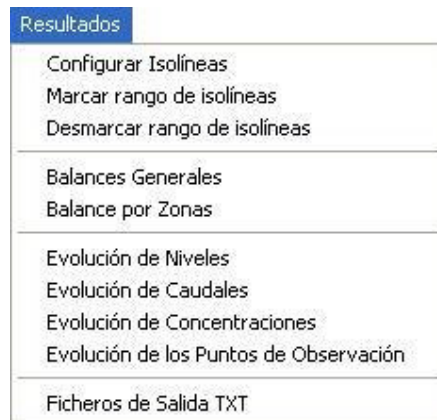 Resultados
Configurar Isolíneas
Marcar rango de isolíneas
Desmarcar rango de isolíneas
Balances Generales
Balance por Zonas
Evolución de Niveles
Evolución de Caudales
Evolución de Concentraciones
Evolución de los Puntos de Observación
Ficheros de Salida TXT